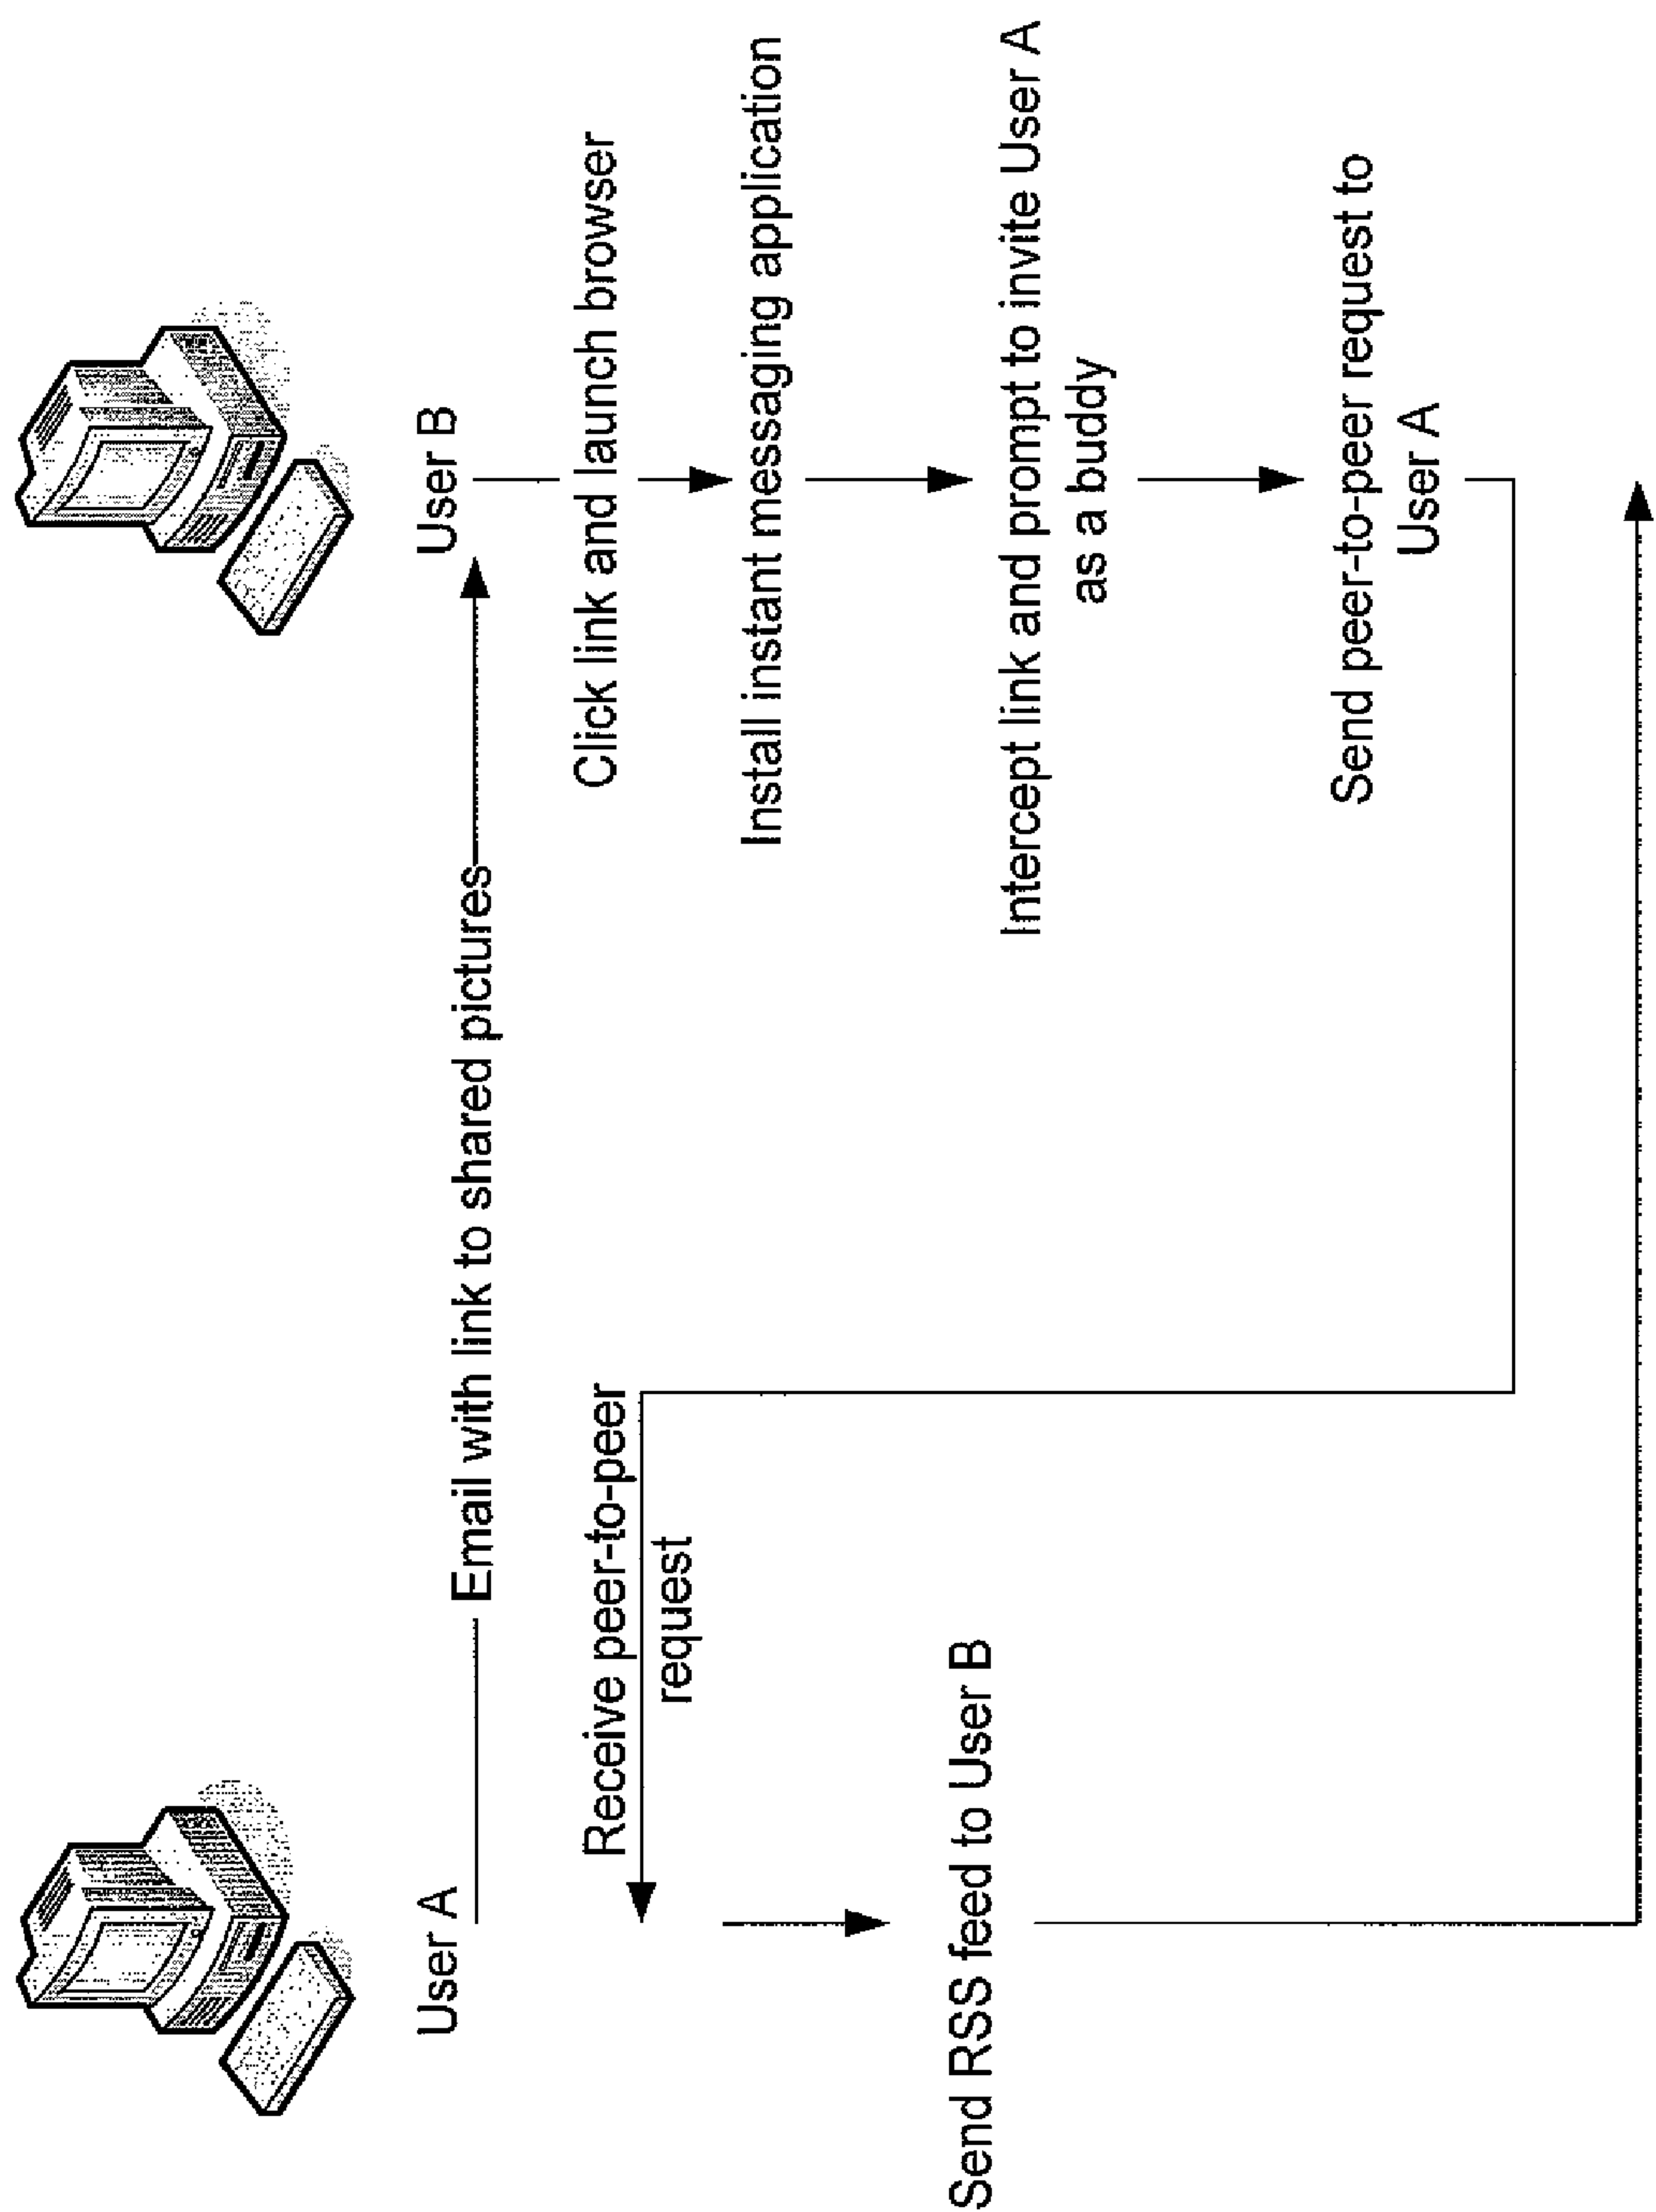 User A
User B
Email with link to shared pictures
Click link and launch browser
Install instant messaging application
Intercept link and prompt to invite User A
as a buddy
Send peer-to-peer request to
User A
Receive peer-to-peer
request
Send RSS feed to User B